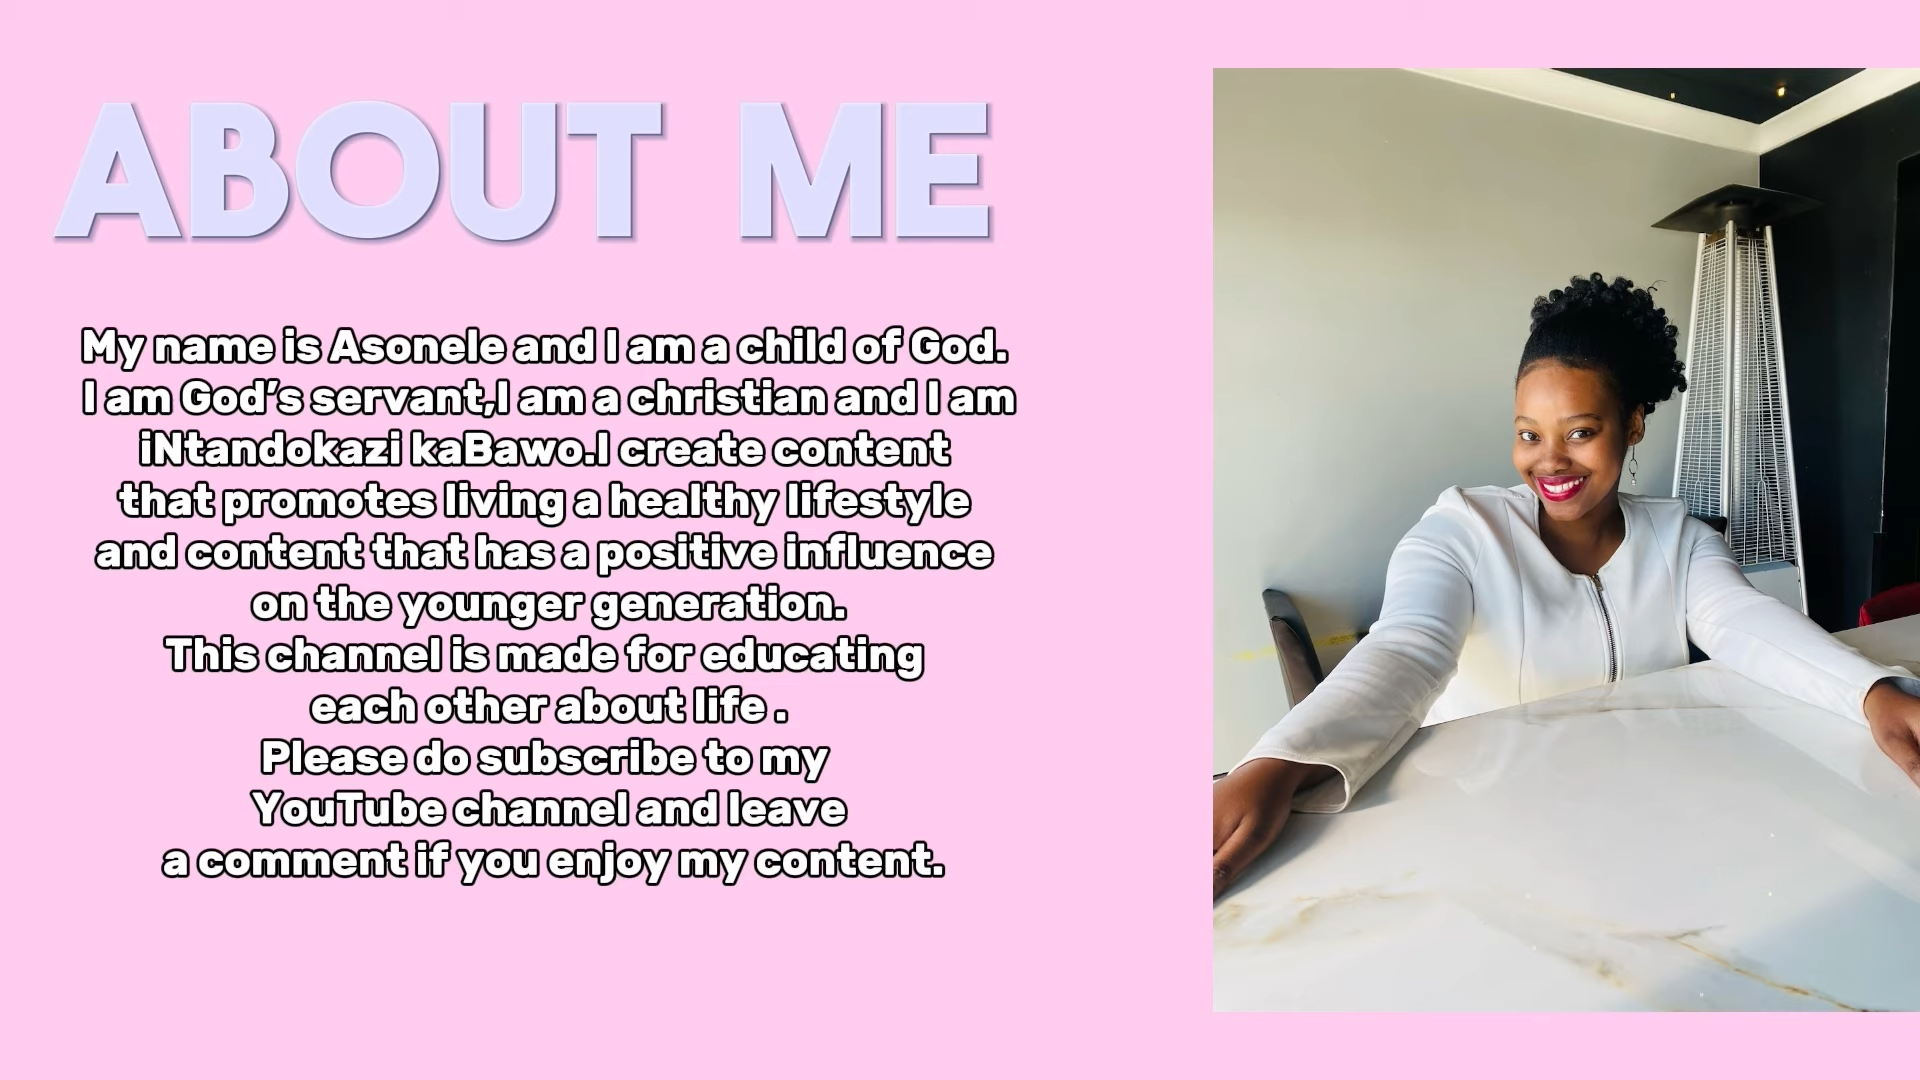 ABOUT ME
My name is Asonele and I am a child of God.
I am God's servant,I am a christian and I am
iNtandokazi kaBawo.I create content
that promotes living a healthy lifestyle
and content that has a positive influence
on the younger generation.
This channel is made for educating
each other about life .
Please do subscribe to my
YouTube channel and leave
a comment if you enjoy my content.